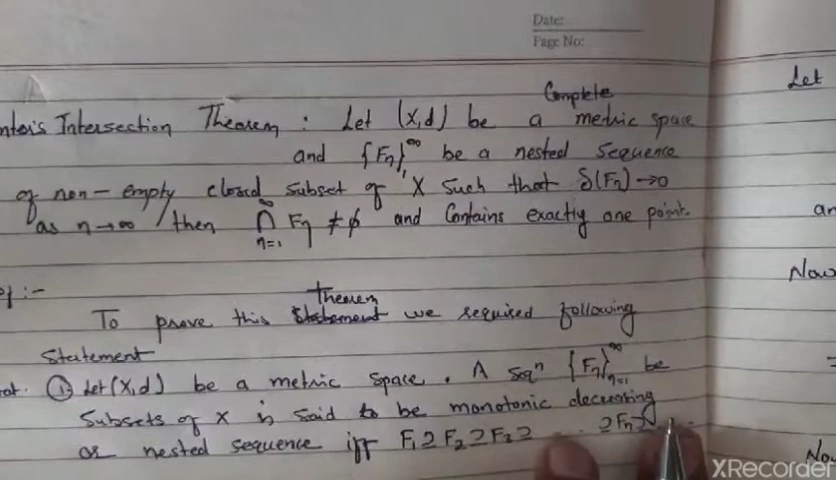 Date:
Page No:
Complete
ntor's Intersection Theorem : Let (X,d) be a metric space
and {Fn}₁^∞ be a nested sequence
of non-empty closed subset of X such that δ(Fn)→0
as n→∞ then ∩_{n=1}^∞ Fn ≠ ϕ and contains exactly one point.
of :-
theorem
To prove this statement we required following
statement
① Let (X,d) be a metric space. A sqⁿ {Fn}_{n=1}^∞ be
subsets of X is said to be monotonic decreasing
or nested sequence iff F₁⊇F₂⊇F₃⊇ . . ⊇Fn⊇
Let
an
Now
=
Now
XRecorder